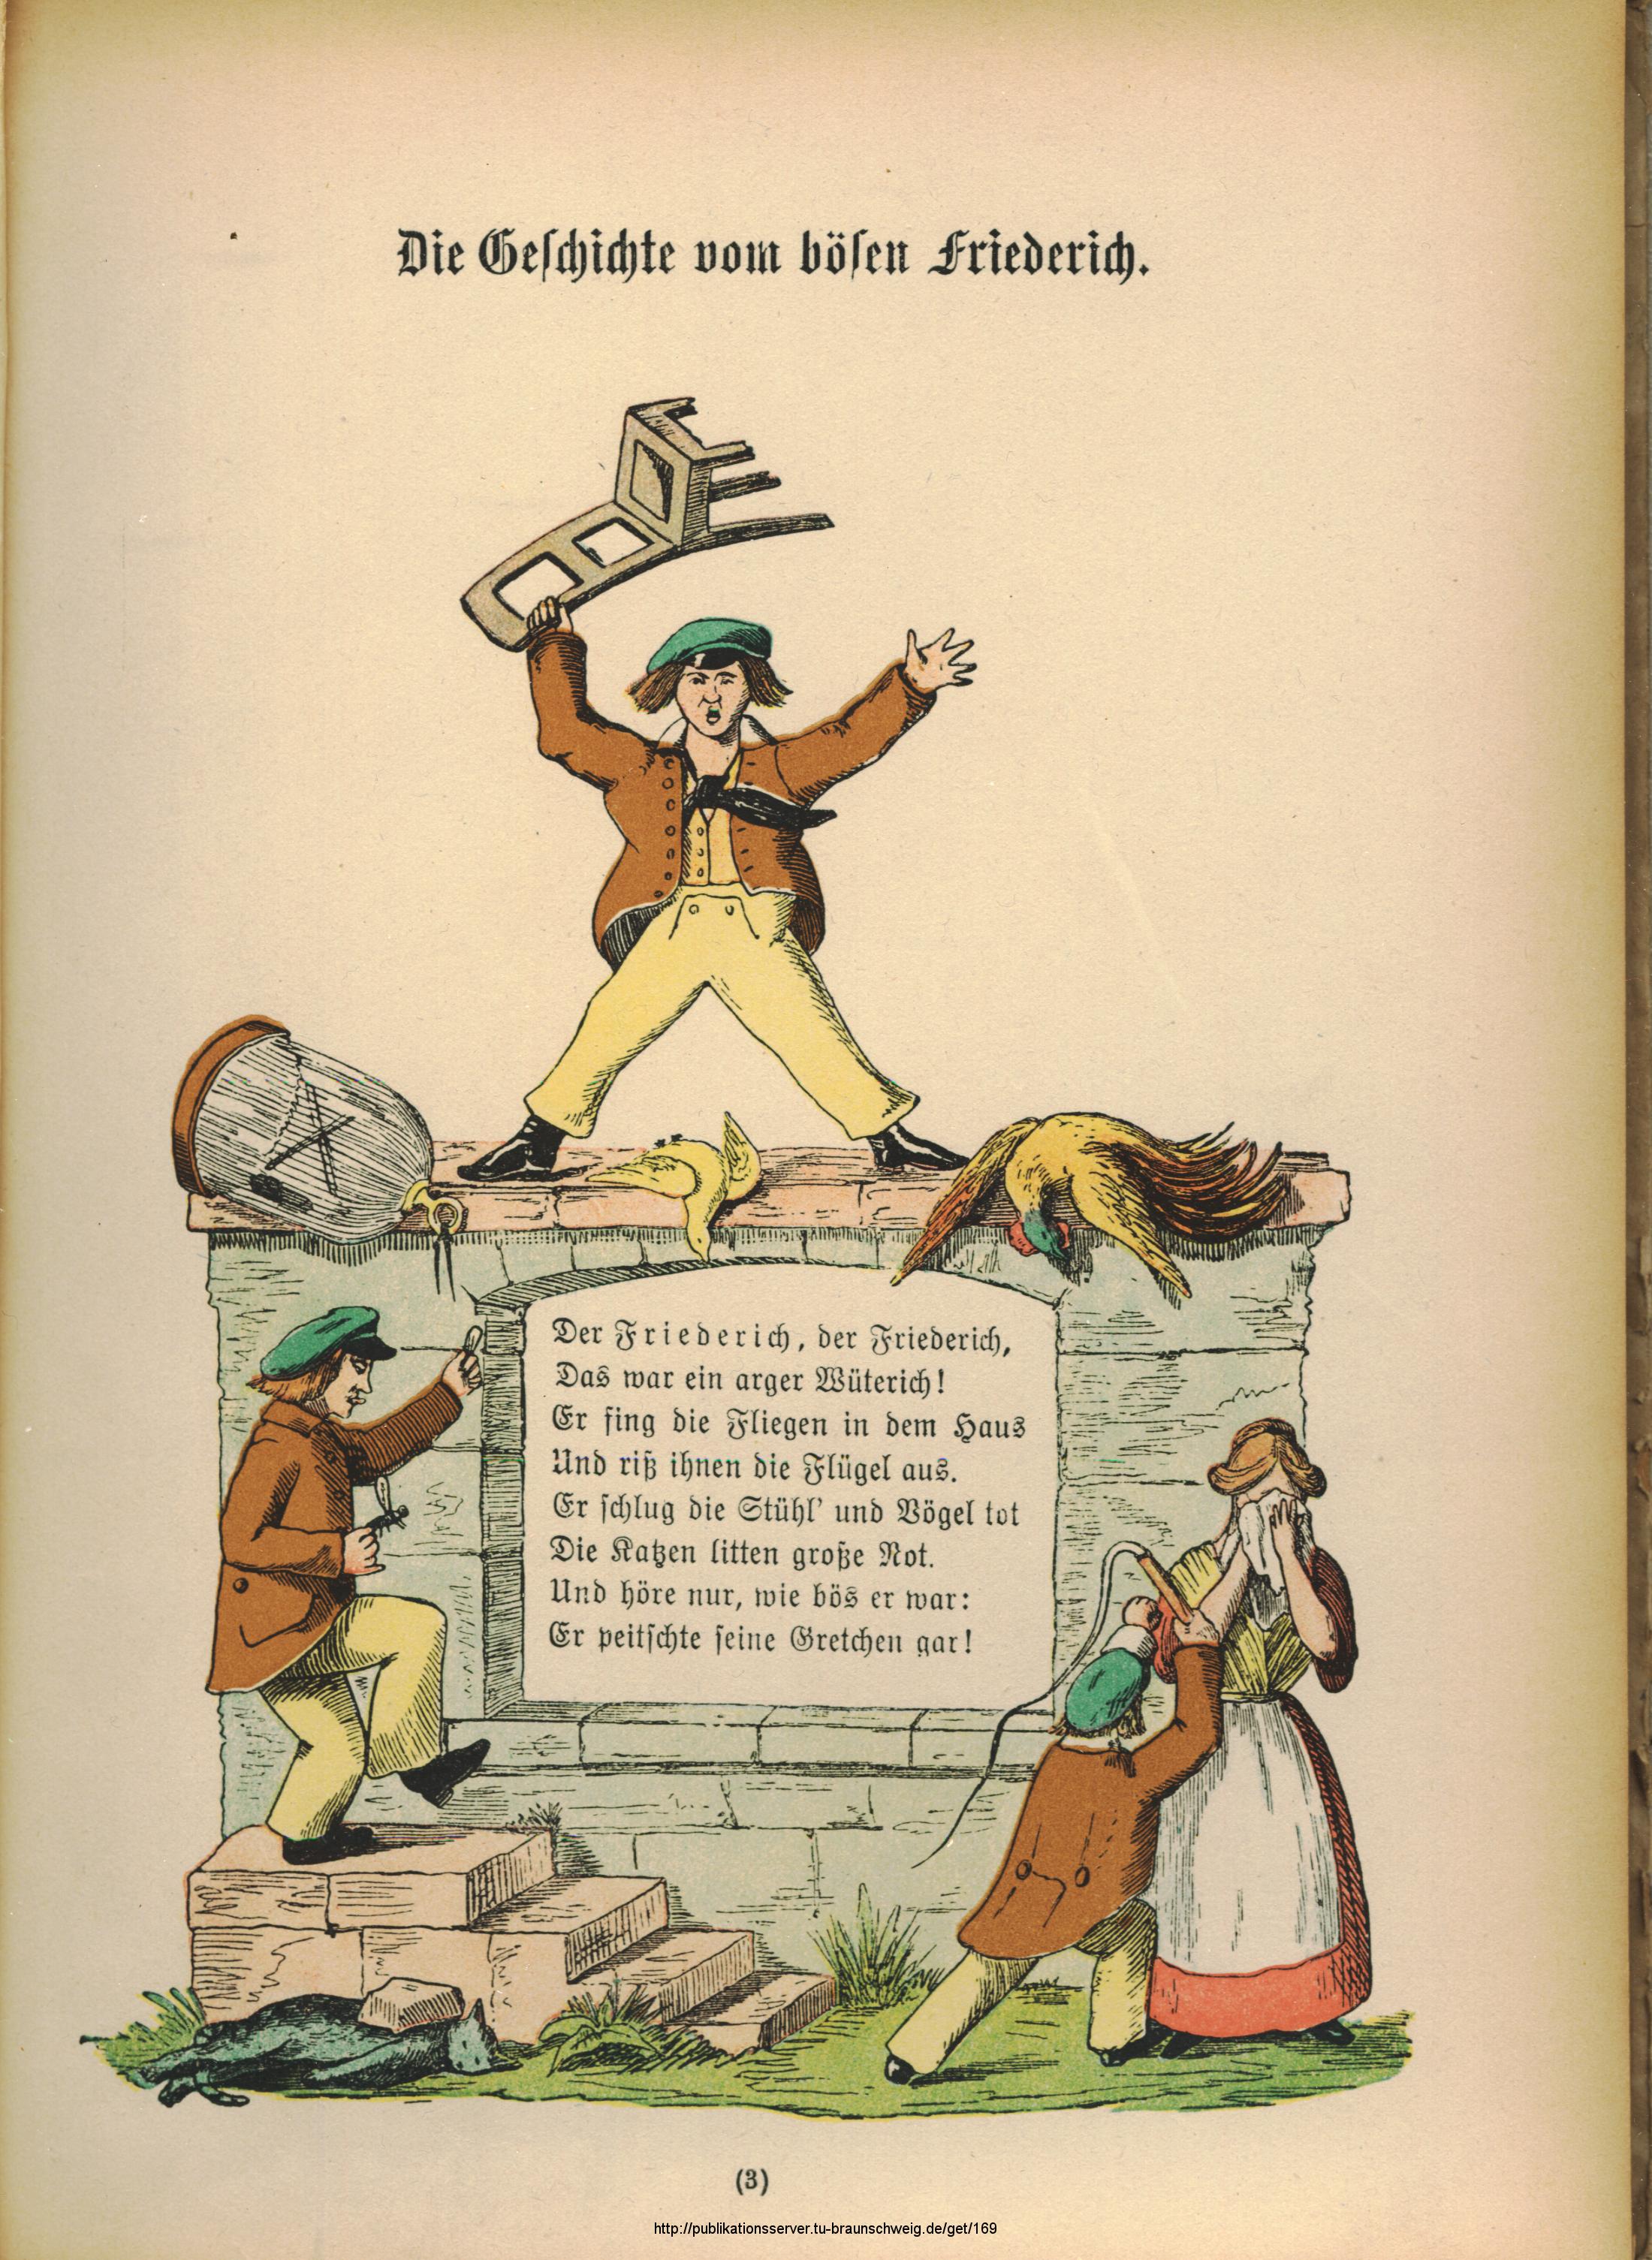 Die Geschichte vom bösen Friederich.
Der Friederich, der Friederich,
Das war ein arger Wüterich!
Er fing die Fliegen in dem Haus
Und riß ihnen die Flügel aus.
Er schlug die Stühl' und Vögel tot
Die Katzen litten große Not.
Und höre nur, wie bös er war:
Er peitschte seine Gretchen gar!
(3)
http://publikationsserver.tu-braunschweig.de/get/169